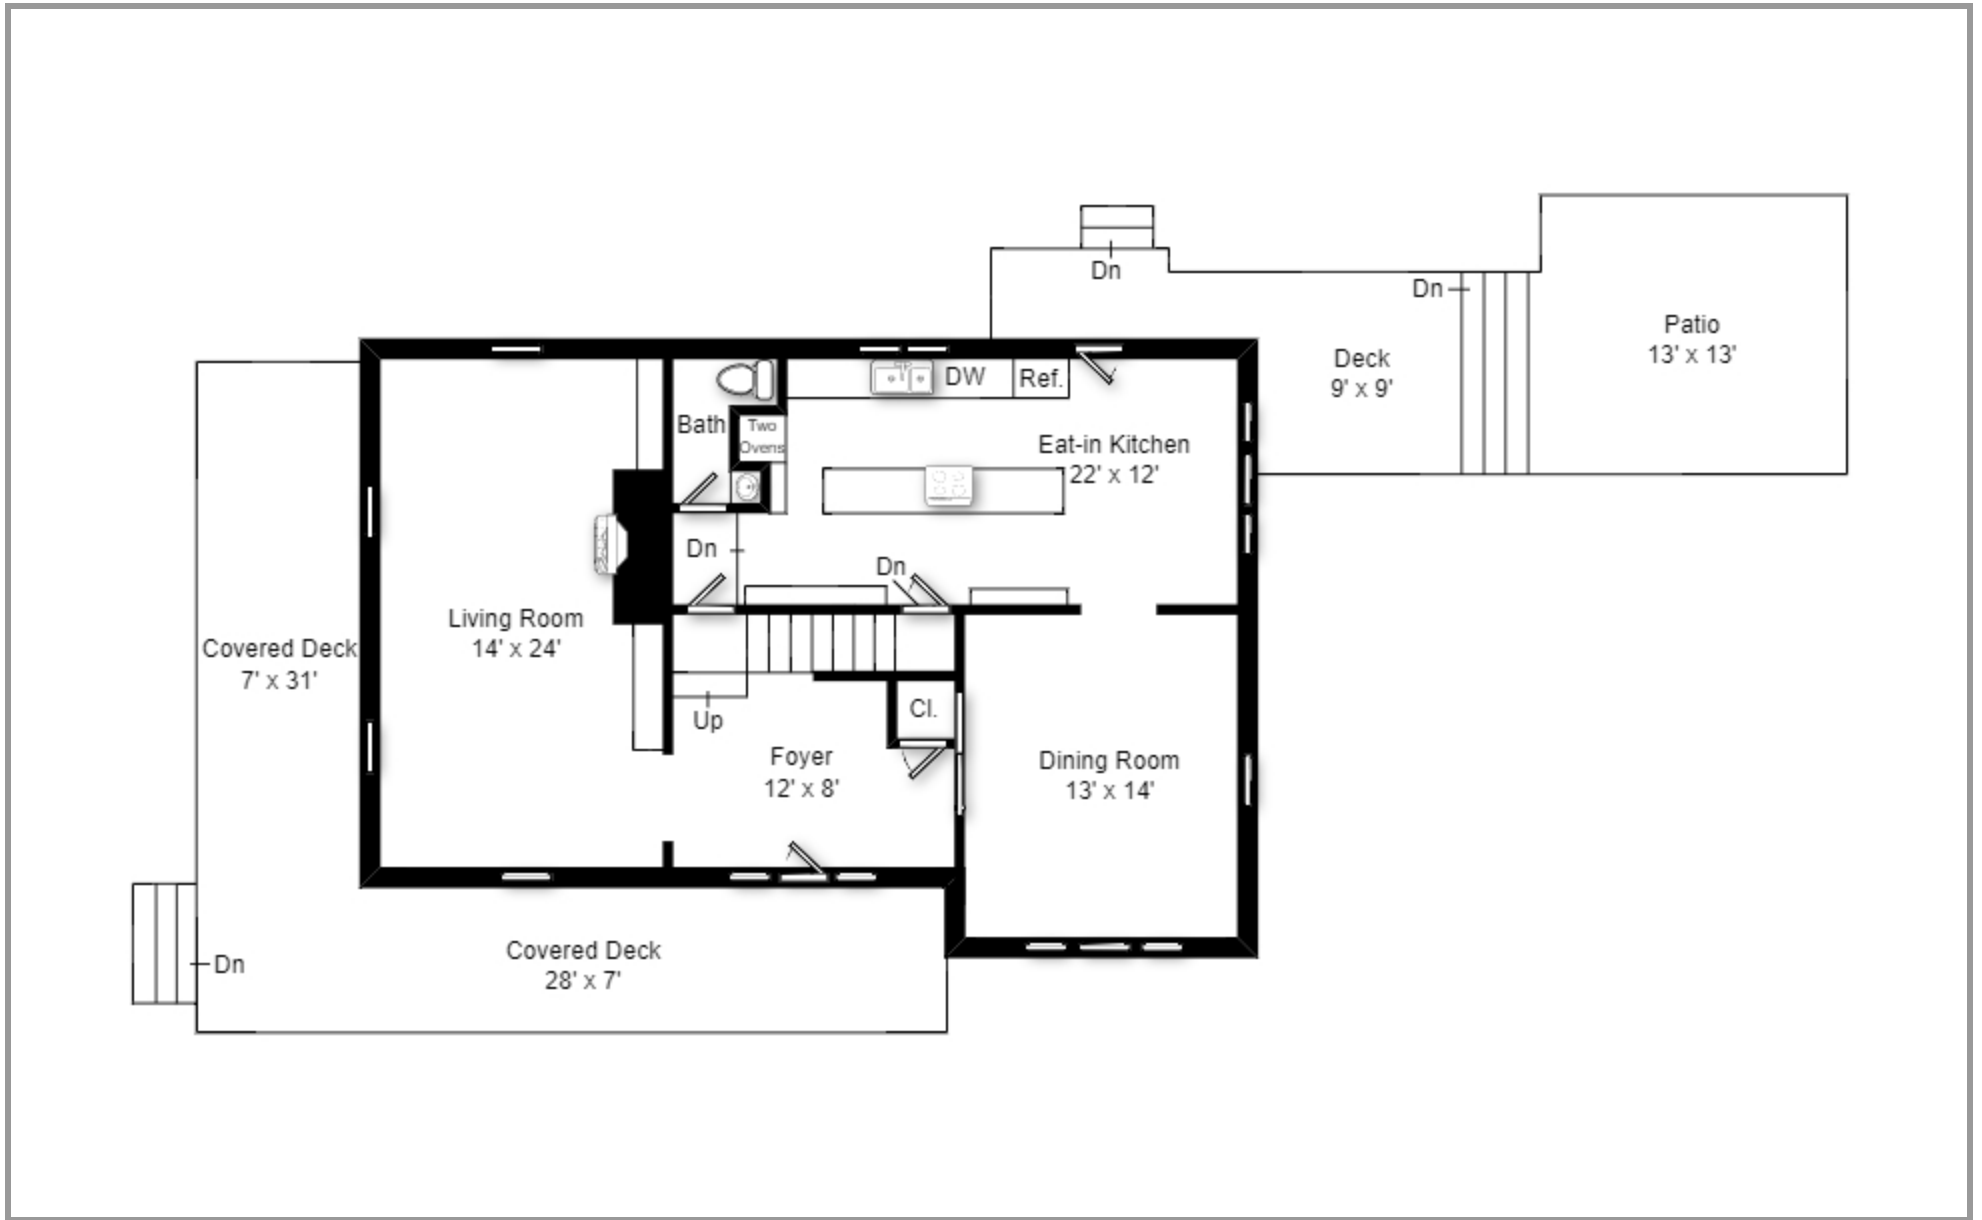 Dn
Dn
Patio
13' x 13'
Deck
9' x 9'
DW
Ref.
Bath
Two
Ovens
Eat-in Kitchen
22' x 12'
Dn
Dn
Living Room
14' x 24'
Covered Deck
7' x 31'
Up
Cl.
Foyer
12' x 8'
Dining Room
13' x 14'
Covered Deck
28' x 7'
Dn